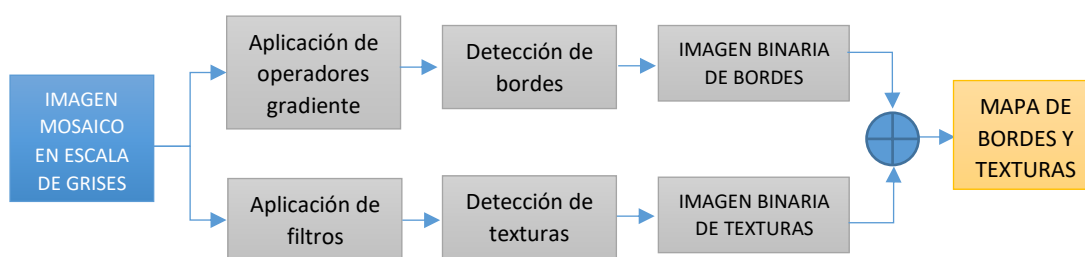 IMAGEN
MOSAICO
EN ESCALA
DE GRISES
Aplicación de
operadores
gradiente
Detección de
bordes
IMAGEN BINARIA
DE BORDES
Aplicación de
filtros
Detección de
texturas
IMAGEN BINARIA
DE TEXTURAS
MAPA DE
BORDES Y
TEXTURAS